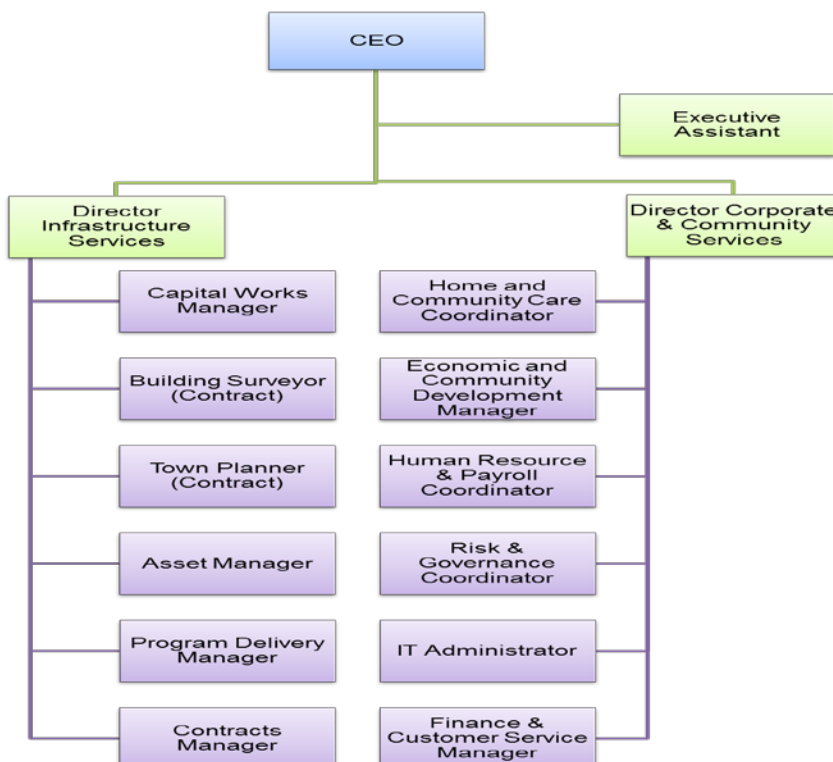 CEO
Executive
Assistant
Director
Infrastructure
Services
Director Corporate
& Community
Services
Capital Works
Manager
Home and
Community Care
Coordinator
Building Surveyor
(Contract)
Economic and
Community
Development
Manager
Town Planner
(Contract)
Human Resource
& Payroll
Coordinator
Asset Manager
Risk &
Governance
Coordinator
Program Delivery
Manager
IT Administrator
Contracts
Manager
Finance &
Customer Service
Manager